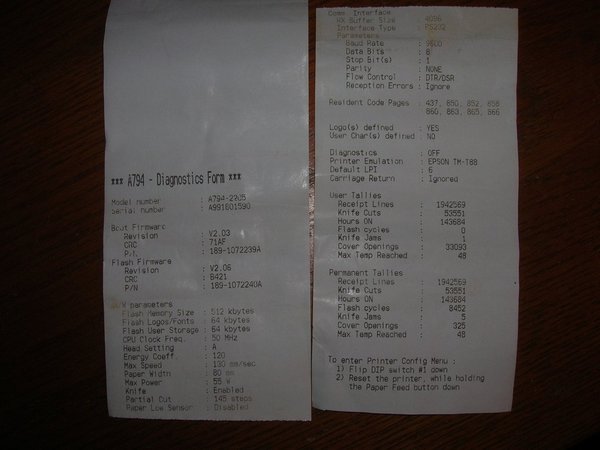 *** A794 - Diagnostics Form ***
Model number : A794-2205
Serial number : A991601590
Boot Firmware
Revision : V2.03
CRC : 71AF
P/N : 189-1072239A
Flash Firmware
Revision : V2.06
CRC : B421
P/N : 189-1072240A
parameters
Flash Memory Size : 512 kbytes
Flash Logos/Fonts : 64 kbytes
Flash User Storage : 64 kbytes
CPU Clock Freq. : 50 MHz
Head Setting : A
Energy Coeff. : 120
Max Speed : 130 mm/sec
Paper Width : 80 mm
Max Power : 55 W
Knife : Enabled
Partial Cut : 145 steps
Paper Low Sensor : Disabled
Comm Interface
RX Buffer Size : 4096
Interface Type : RS232
Parameters
Baud Rate : 9600
Data Bits : 8
Stop Bit(s) : 1
Parity : NONE
Flow Control : DTR/DSR
Reception Errors : Ignore
Resident Code Pages : 437, 850, 852, 858
860, 863, 865, 866
Logo(s) defined : YES
User Char(s) defined : NO
Diagnostics : OFF
Printer Emulation : EPSON TM-T88
Default LPI : 6
Carriage Return : Ignored
User Tallies
Receipt Lines : 1942569
Knife Cuts : 53551
Hours ON : 143684
Flash cycles : 0
Knife Jams : 1
Cover Openings : 33093
Max Temp Reached : 48
Permanent Tallies
Receipt Lines : 1942569
Knife Cuts : 53551
Hours ON : 143684
Flash cycles : 8452
Knife Jams : 5
Cover Openings : 325
Max Temp Reached : 48
To enter Printer Config Menu :
1) Flip DIP switch #1 down
2) Reset the printer, while holding
the Paper Feed button down